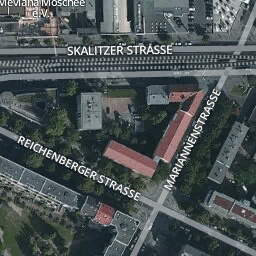 Mevlana Moschee
e.V.
SKALITZER STRASSE
MARIANNENSTRASSE
REICHENBERGER STRASSE